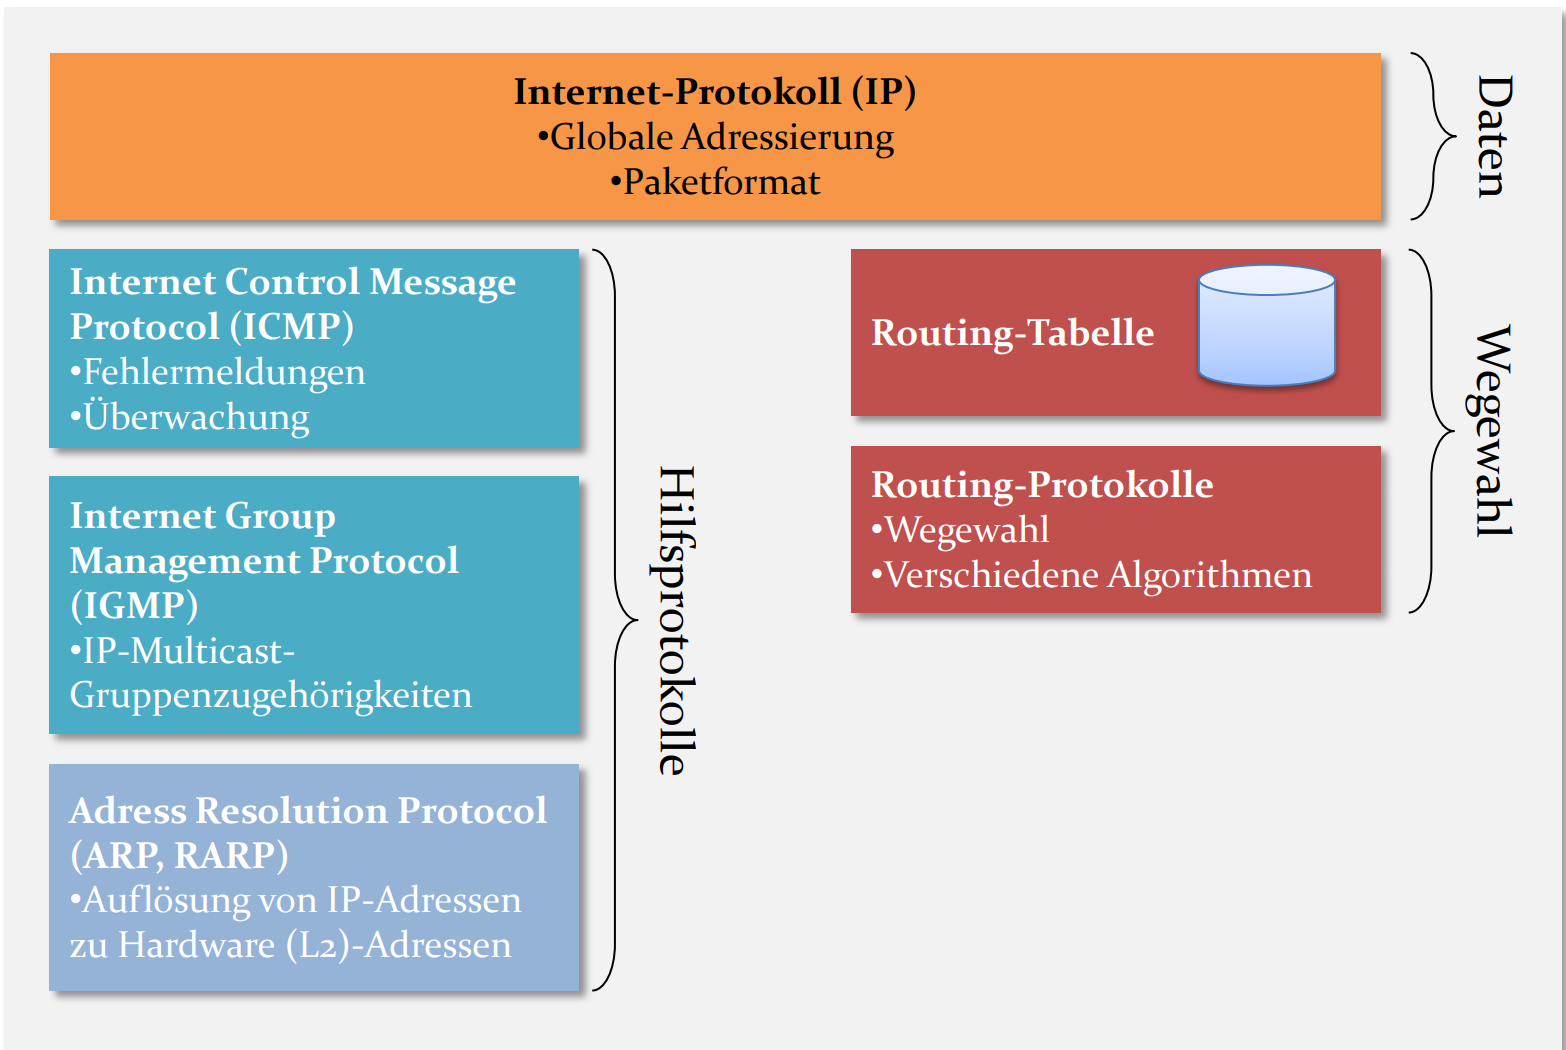 Internet-Protokoll (IP)
•Globale Adressierung
•Paketformat
Daten
Internet Control Message
Protocol (ICMP)
•Fehlermeldungen
•Überwachung
Internet Group
Management Protocol
(IGMP)
•IP-Multicast-
Gruppenzugehörigkeiten
Adress Resolution Protocol
(ARP, RARP)
•Auflösung von IP-Adressen
zu Hardware (L2)-Adressen
Hilfsprotokolle
Routing-Tabelle
Routing-Protokolle
•Wegewahl
•Verschiedene Algorithmen
Wegewahl